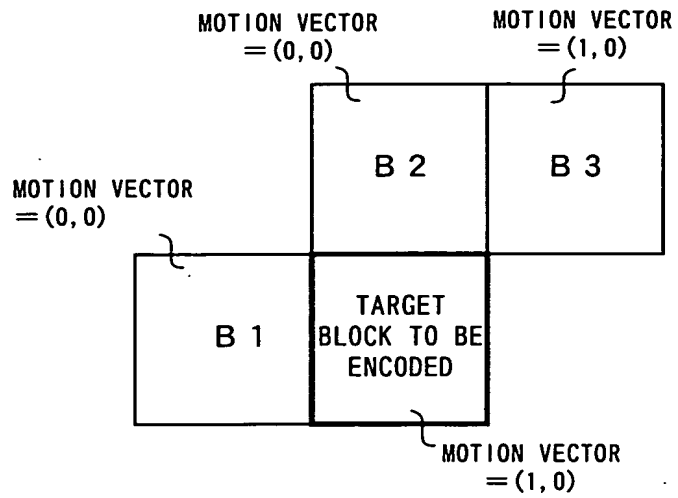 MOTION VECTOR
=(0,0)
MOTION VECTOR
=(1,0)
B 2
B 3
MOTION VECTOR
=(0,0)
B 1
TARGET
BLOCK TO BE
ENCODED
MOTION VECTOR
=(1,0)